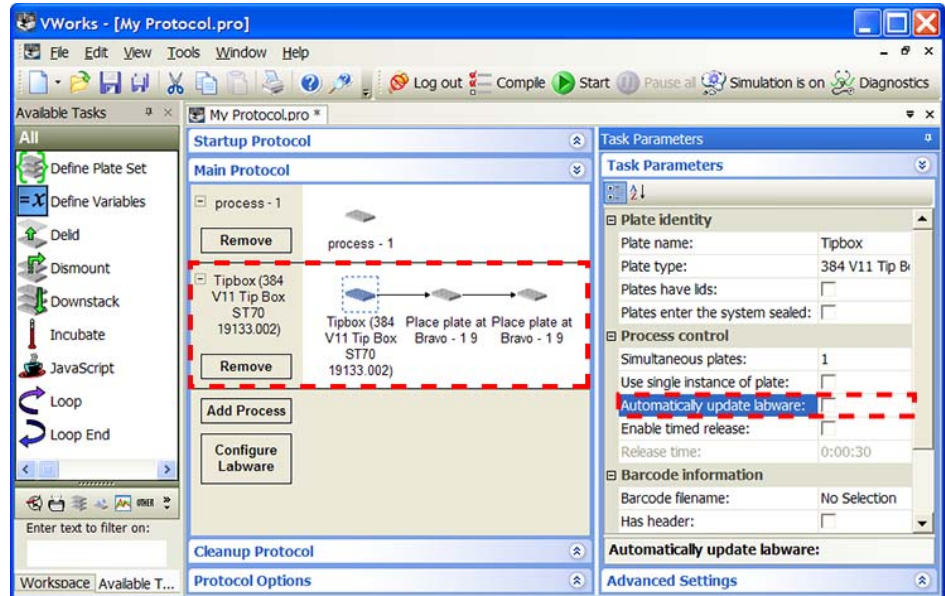 VWorks - [My Protocol.pro]
File Edit View Tools Window Help
Log out Compile Start Pause all Simulation is on Diagnostics
Available Tasks
All
Define Plate Set
=X Define Variables
Delid
Dismount
Downstack
Incubate
JavaScript
Loop
Loop End
OTHER
Enter text to filter on:
Workspace Available T...
My Protocol.pro *
Startup Protocol
Main Protocol
process - 1
Remove
process - 1
Tipbox (384
V11 Tip Box
ST70
19133.002)
Remove
Tipbox (384
V11 Tip Box
ST70
19133.002)
Place plate at
Bravo - 1 9
Place plate at
Bravo - 1 9
Add Process
Configure
Labware
Cleanup Protocol
Protocol Options
Task Parameters
Task Parameters
Plate identity
Plate name: Tipbox
Plate type: 384 V11 Tip
Plates have lids:
Plates enter the system sealed:
Process control
Simultaneous plates: 1
Use single instance of plate:
Automatically update labware:
Enable timed release:
Release time: 0:00:30
Barcode information
Barcode filename: No Selection
Has header:
Automatically update labware:
Advanced Settings